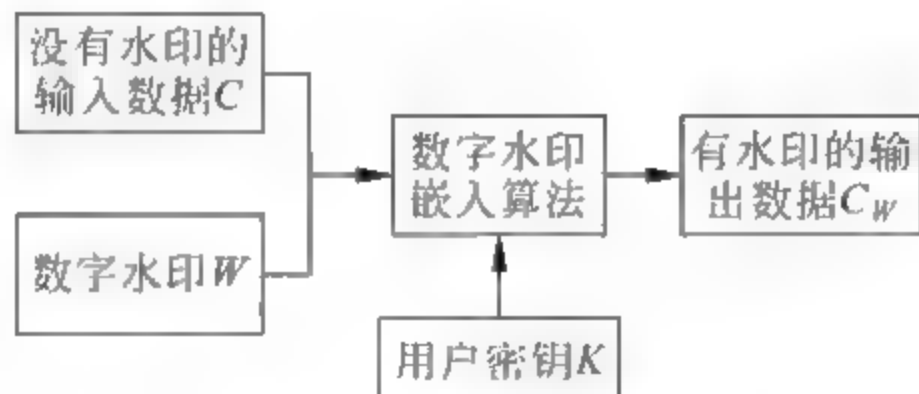 没有水印的
输入数据C
数字水印W
数字水印
嵌入算法
有水印的输
出数据C_W
用户密钥K